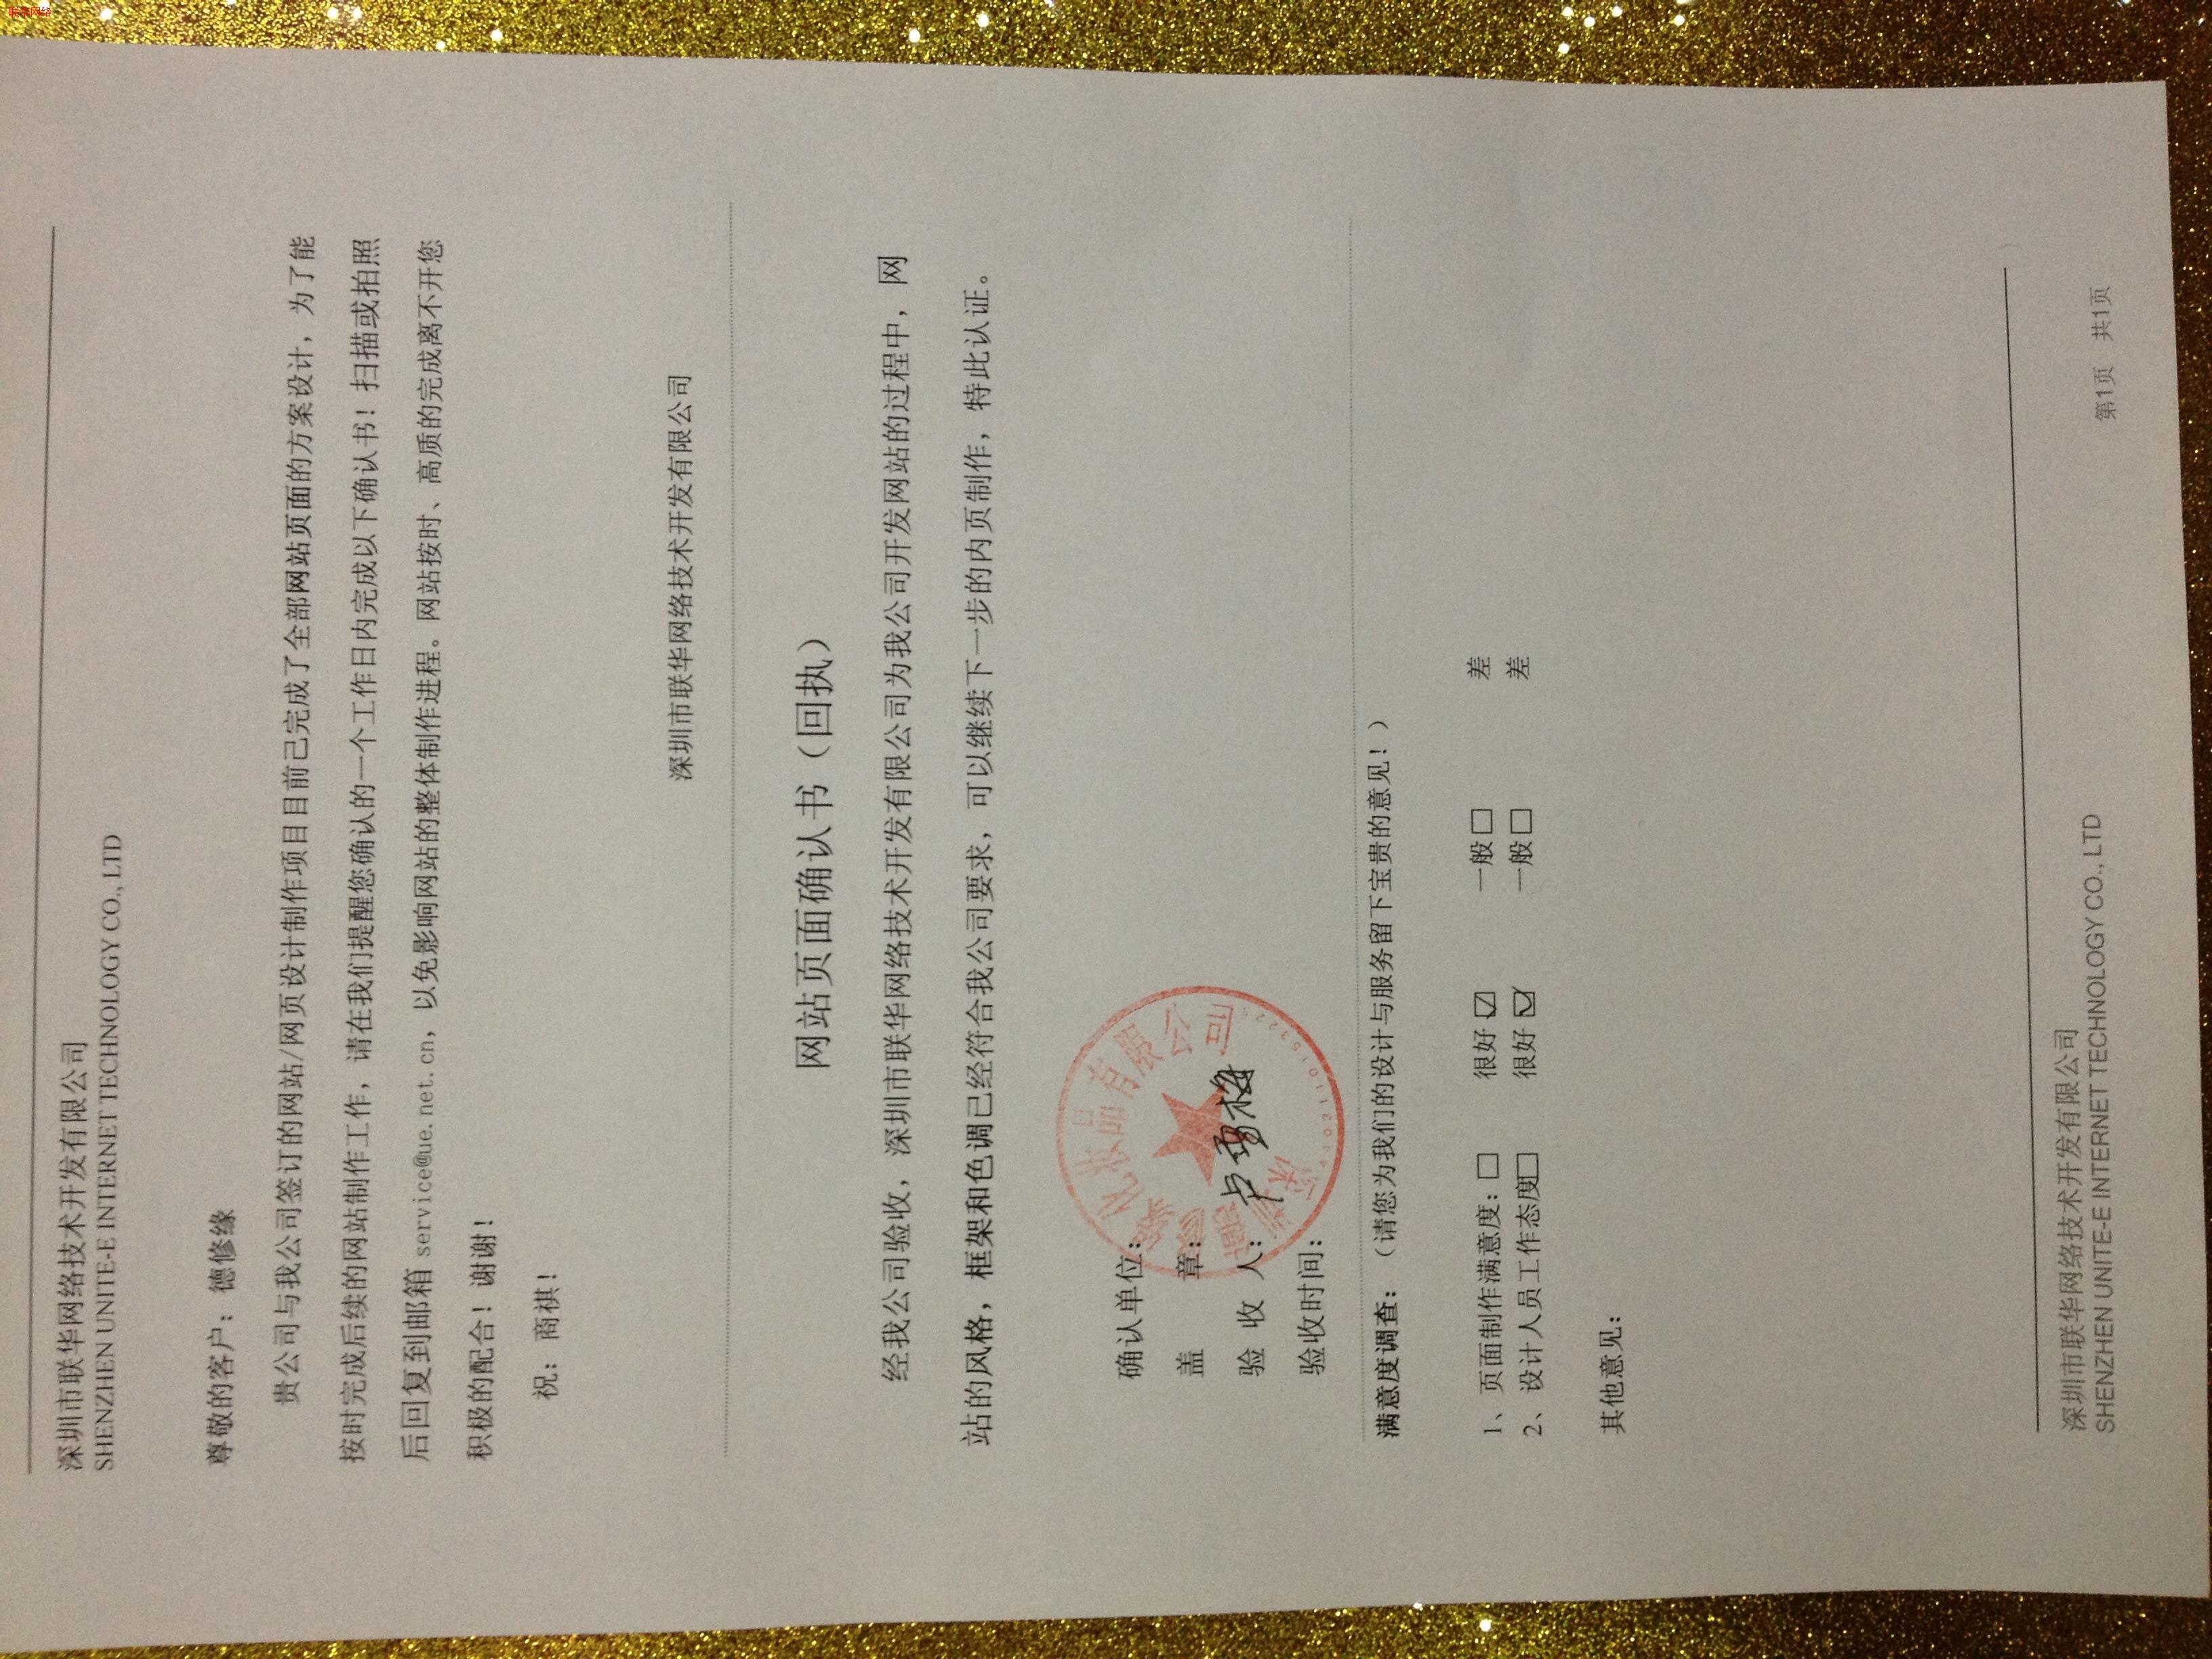 深圳市联华网络技术开发有限公司
SHENZHEN UNITE-E INTERNET TECHNOLOGY CO., LTD
尊敬的客户：德修缘
贵公司与我公司签订的网站/网页设计制作项目目前已完成了全部网站页面的方案设计，为了能
按时完成后续的网站制作工作，请在我们提醒您确认的一个工作日内完成以下确认书！扫描或拍照
后回复到邮箱 service@ue.net.cn，以免影响网站的整体制作进程。网站按时、高质的完成离不开您
积极的配合！谢谢！
祝：商祺！
深圳市联华网络技术开发有限公司
网站页面确认书（回执）
经我公司验收，深圳市联华网络技术开发有限公司为我公司开发网站的过程中，网
站的风格，框架和色调已经符合我公司要求，可以继续下一步的内页制作，特此认证。
深圳德修缘化妆品有限公司
确认单位：
盖 章：
验 收 人：卢雪梅
验收时间：
满意度调查：（请您为我们的设计与服务留下宝贵的意见！）
1、页面制作满意度：□ 很好 ☑ 一般 □ 差
2、设计人员工作态度□ 很好 ☑ 一般 □ 差
其他意见：
深圳市联华网络技术开发有限公司
SHENZHEN UNITE-E INTERNET TECHNOLOGY CO., LTD
第1页 共1页